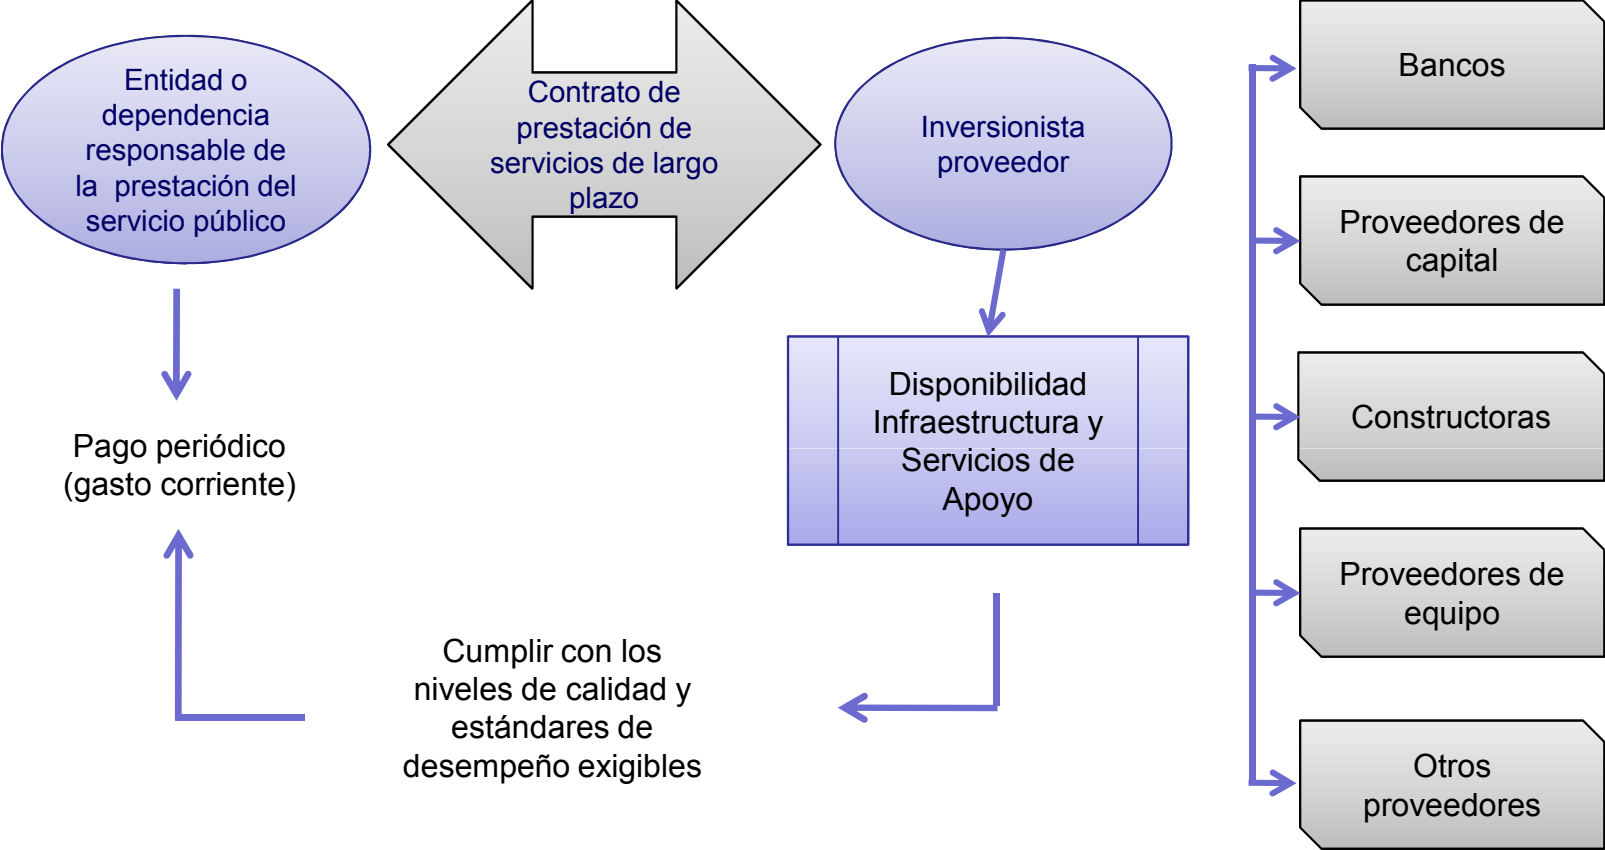 Entidad o
dependencia
responsable de
la prestación del
servicio público
Contrato de
prestación de
servicios de largo
plazo
Inversionista
proveedor
Bancos
Proveedores de
capital
Constructoras
Proveedores de
equipo
Otros
proveedores
Disponibilidad
Infraestructura y
Servicios de
Apoyo
Pago periódico
(gasto corriente)
Cumplir con los
niveles de calidad y
estándares de
desempeño exigibles